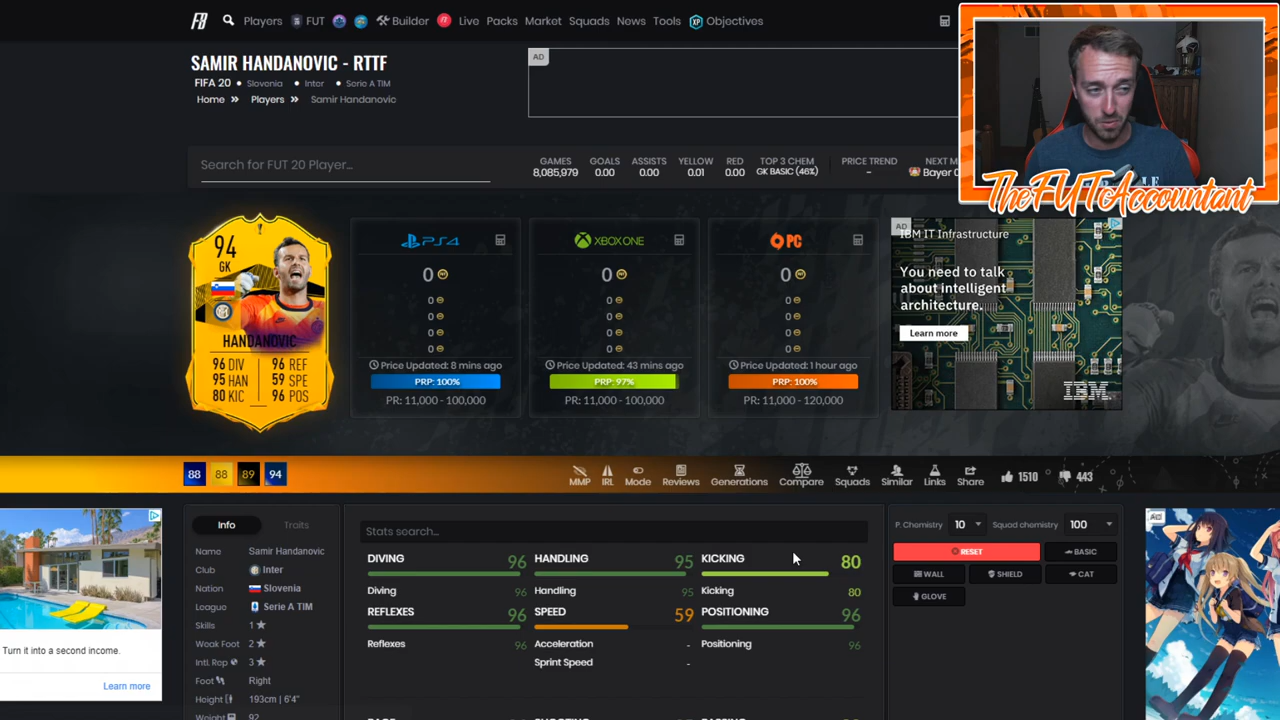 FB Players FUT Builder Live Packs Market Squads News Tools XP Objectives
SAMIR HANDANOVIC - RTTF
FIFA 20 Slovenia Inter Serie A TIM
Home » Players » Samir Handanovic
AD
Search for FUT 20 Player...
GAMES GOALS ASSISTS YELLOW RED TOP 3 CHEM PRICE TREND NEXT M
8,085,979 0.00 0.00 0.01 0.00 GK BASIC (46%) - Bayer 0
TheFUTAccountant
94
GK
HANDANOVIC
96 DIV 96 REF
95 HAN 59 SPE
80 KIC 96 POS
PS4
0
0
0
0
0
Price Updated: 8 mins ago
PRP: 100%
PR: 11,000 - 100,000
XBOX ONE
0
0
0
0
0
Price Updated: 43 mins ago
PRP: 97%
PR: 11,000 - 100,000
PC
0
0
0
0
0
Price Updated: 1 hour ago
PRP: 100%
PR: 11,000 - 120,000
AD
IBM IT Infrastructure
You need to talk
about intelligent
architecture.
Learn more
IBM
88 88 89 94
MMP IRL Mode Reviews Generations Compare Squads Similar Links Share 1510 443
Turn it into a second income.
Learn more
Info Traits
Name Samir Handanovic
Club Inter
Nation Slovenia
League Serie A TIM
Skills 1
Weak Foot 2
Intl. Rep 3
Foot Right
Height 193cm | 6'4"
Weight 92
Stats search...
DIVING 96 HANDLING 95 KICKING 80
Diving 96 Handling 95 Kicking 80
REFLEXES 96 SPEED 59 POSITIONING 96
Reflexes 96 Acceleration - Positioning 96
Sprint Speed -
P. Chemistry 10 Squad chemistry 100
RESET BASIC
WALL SHIELD CAT
GLOVE
AD